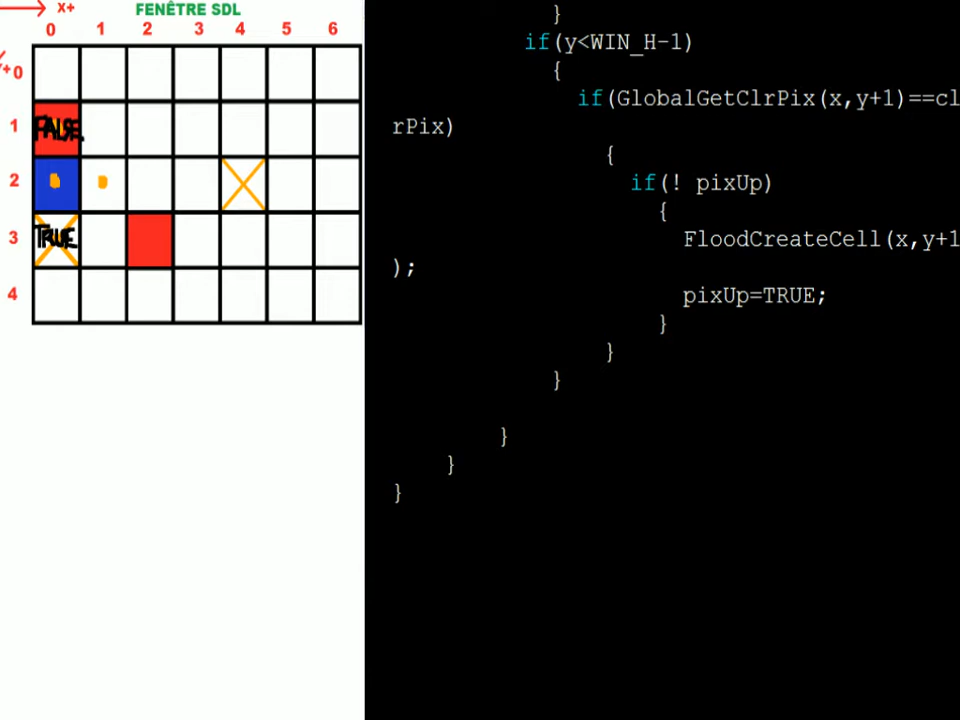 x+ FENÊTRE SDL
0 1 2 3 4 5 6
+0
1 FALSE
2
3 TRUE
4
}
if(y<WIN_H-1)
{
if(GlobalGetClrPix(x,y+1)==cl
rPix)
{
if(! pixUp)
{
FloodCreateCell(x,y+1
);
pixUp=TRUE;
}
}
}
}
}
}